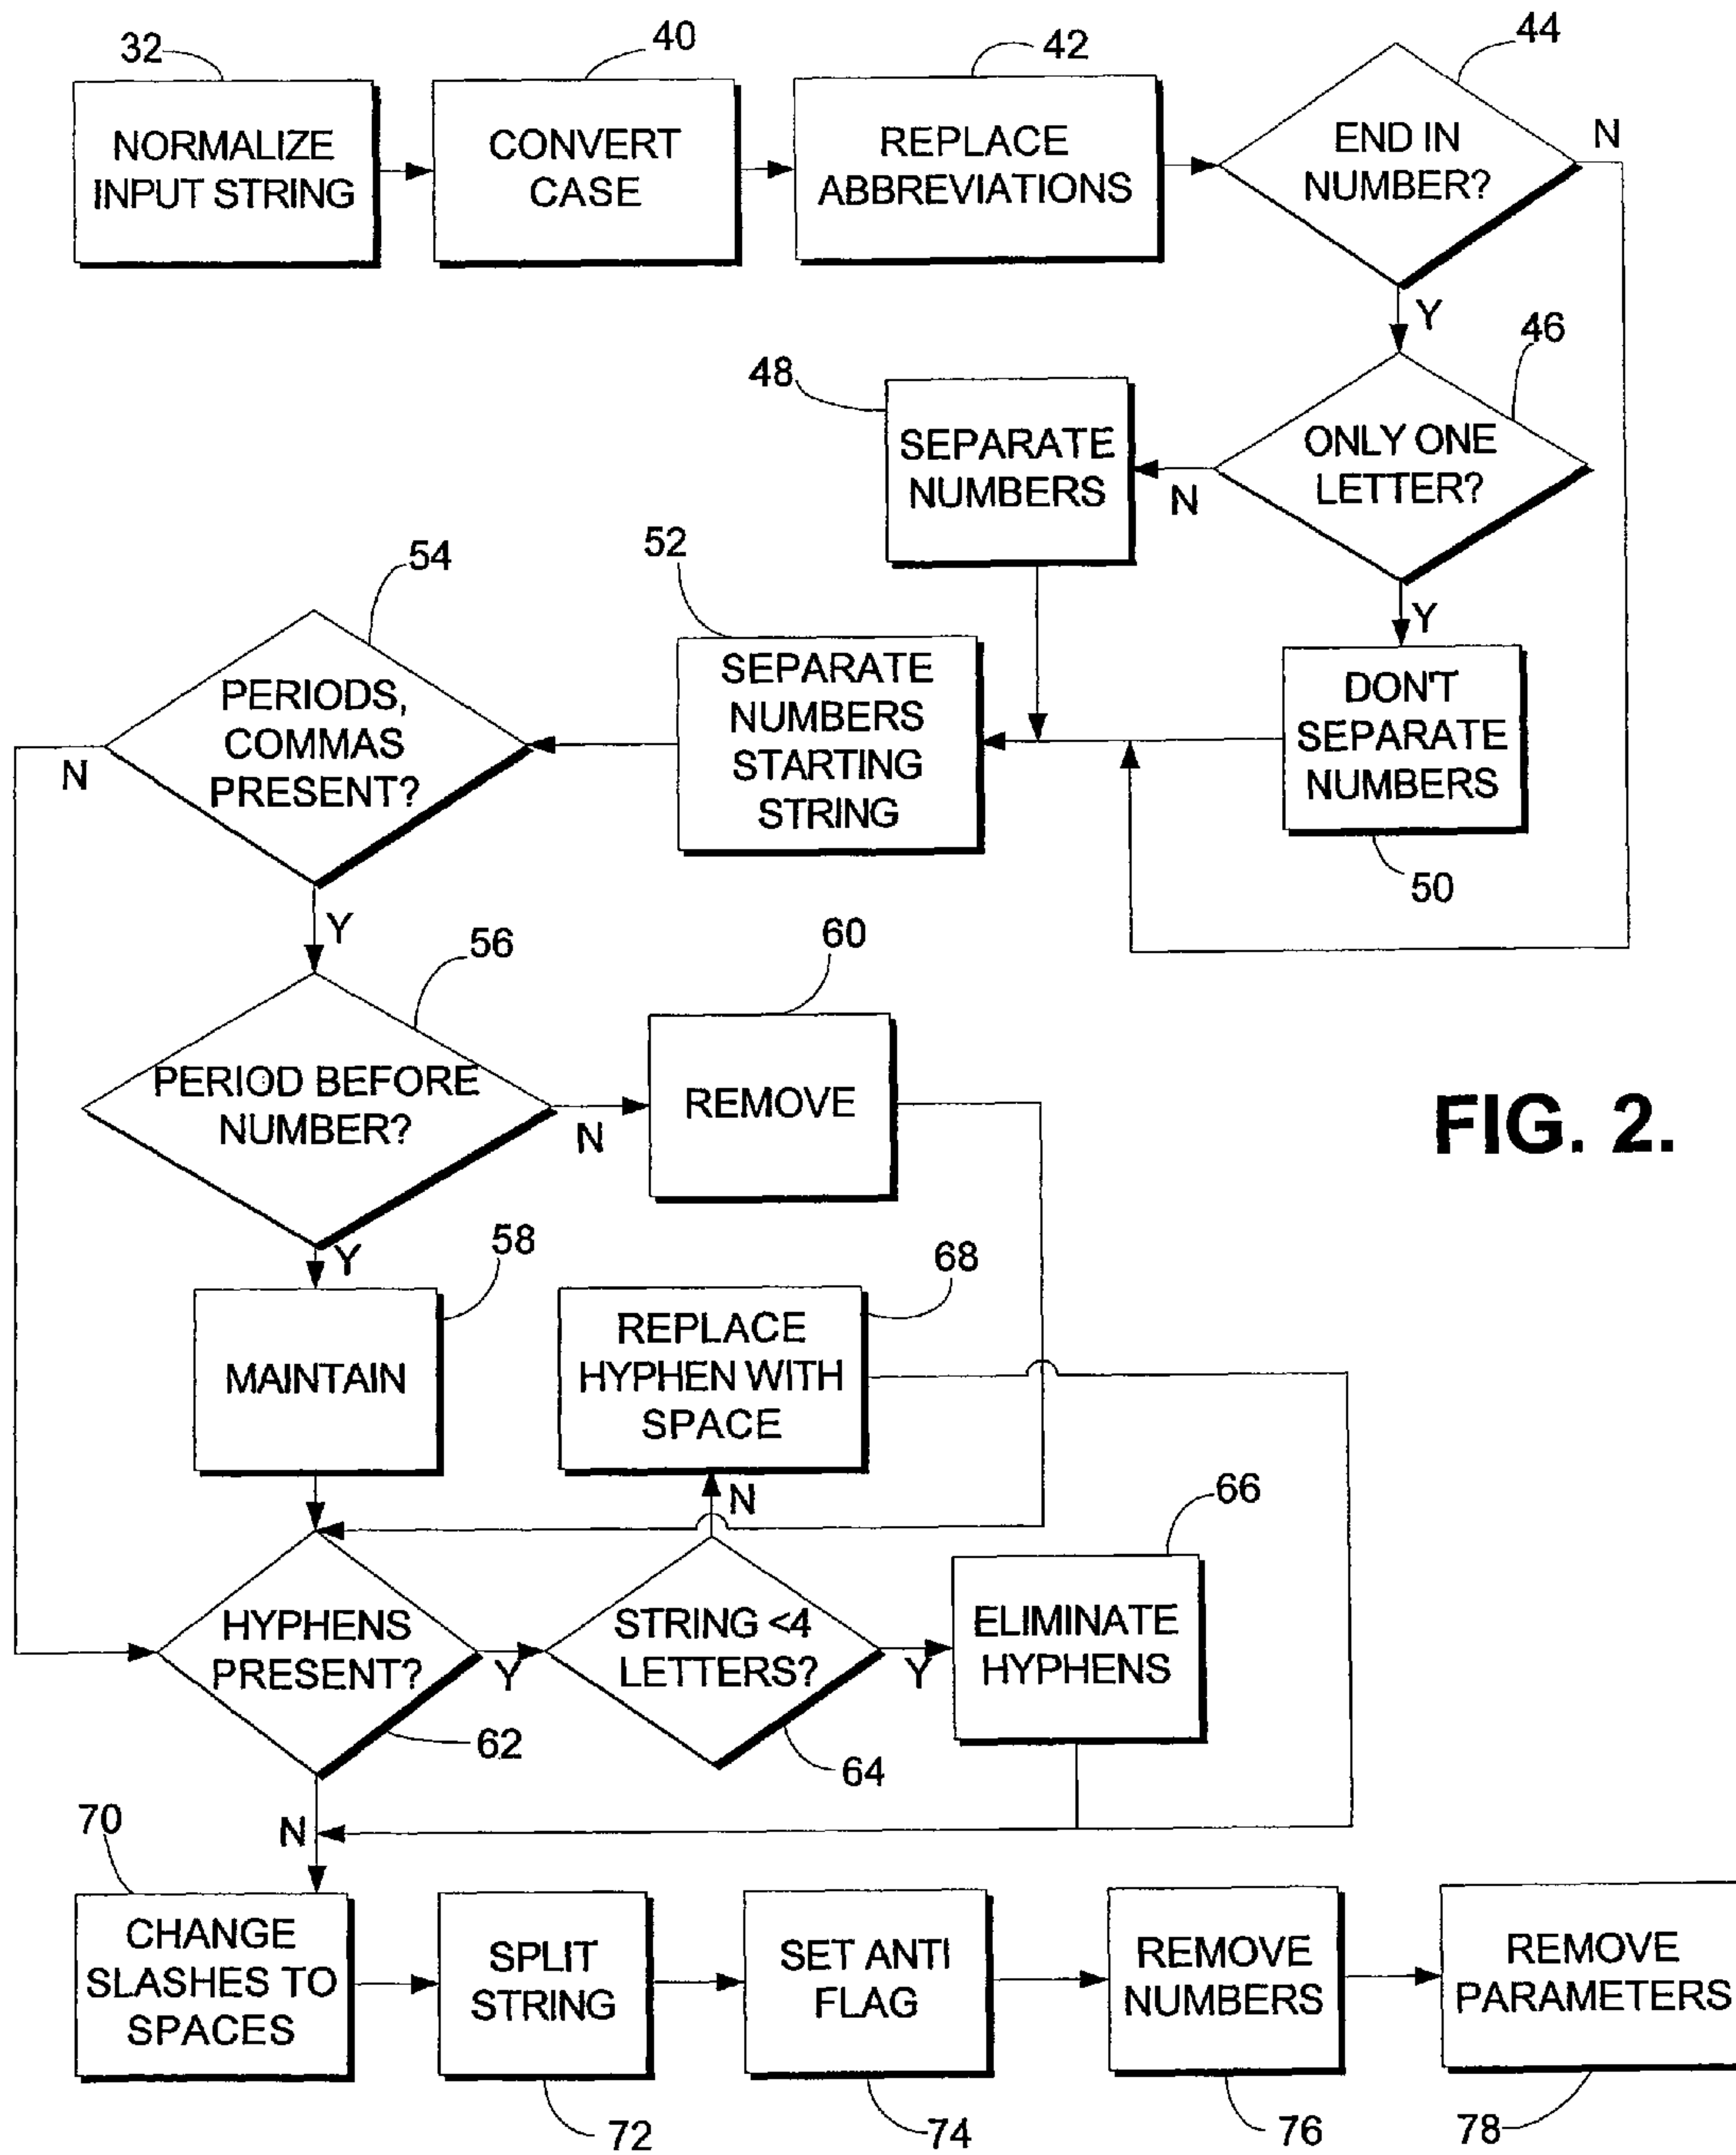 32
40
42
44
NORMALIZE
INPUT STRING
CONVERT
CASE
REPLACE
ABBREVIATIONS
END IN
NUMBER?
N
Y
46
48
SEPARATE
NUMBERS
N
ONLY ONE
LETTER?
Y
52
54
SEPARATE
NUMBERS
STARTING
STRING
DON'T
SEPARATE
NUMBERS
50
PERIODS,
COMMAS
PRESENT?
N
Y
56
60
PERIOD BEFORE
NUMBER?
N
REMOVE
FIG. 2.
Y
58
68
MAINTAIN
REPLACE
HYPHEN WITH
SPACE
N
66
HYPHENS
PRESENT?
Y
STRING <4
LETTERS?
Y
ELIMINATE
HYPHENS
62
64
N
70
CHANGE
SLASHES TO
SPACES
SPLIT
STRING
SET ANTI
FLAG
REMOVE
NUMBERS
REMOVE
PARAMETERS
72
74
76
78